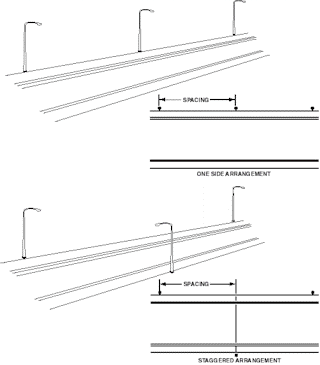 SPACING
ONE SIDE ARRANGEMENT
SPACING
STAGGERED ARRANGEMENT